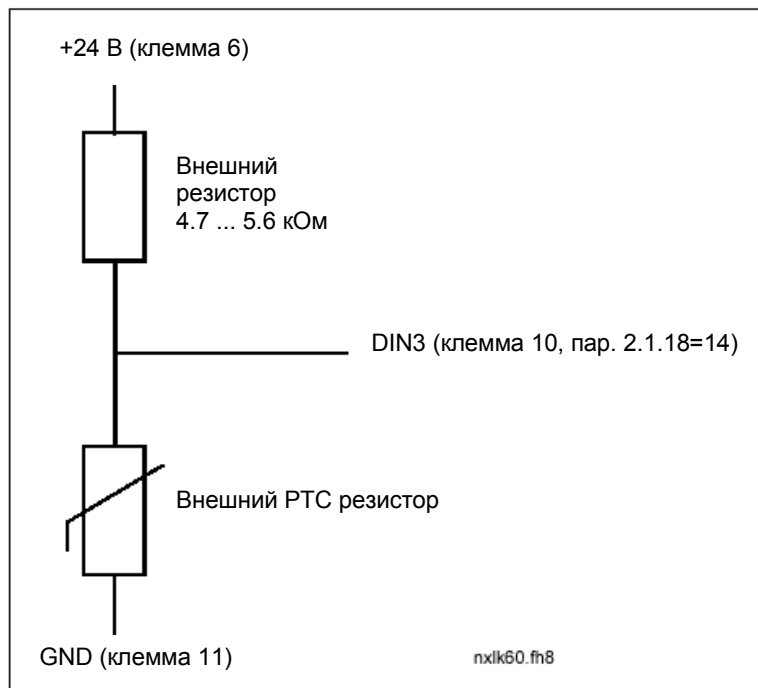 +24 В (клемма 6)
Внешний
резистор
4.7 ... 5.6 кОм
DIN3 (клемма 10, пар. 2.1.18=14)
Внешний РТС резистор
GND (клемма 11)
nxlk60.fh8